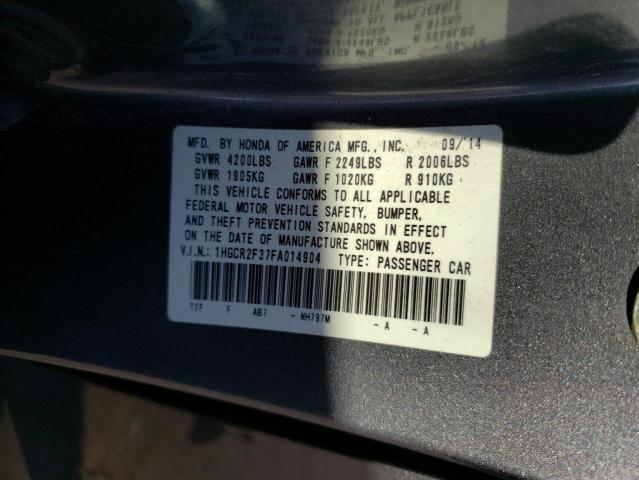 MFD. BY HONDA OF AMERICA MFG., INC. 09/'14
GVWR 4200LBS GAWR F 2249LBS R 2006LBS
GVWR 1905KG GAWR F 1020KG R 910KG
THIS VEHICLE CONFORMS TO ALL APPLICABLE
FEDERAL MOTOR VEHICLE SAFETY, BUMPER,
AND THEFT PREVENTION STANDARDS IN EFFECT
ON THE DATE OF MANUFACTURE SHOWN ABOVE.
V.I.N.: 1HGCR2F37FA014904 TYPE: PASSENGER CAR
T2F F AB7 - NH797M - A - A